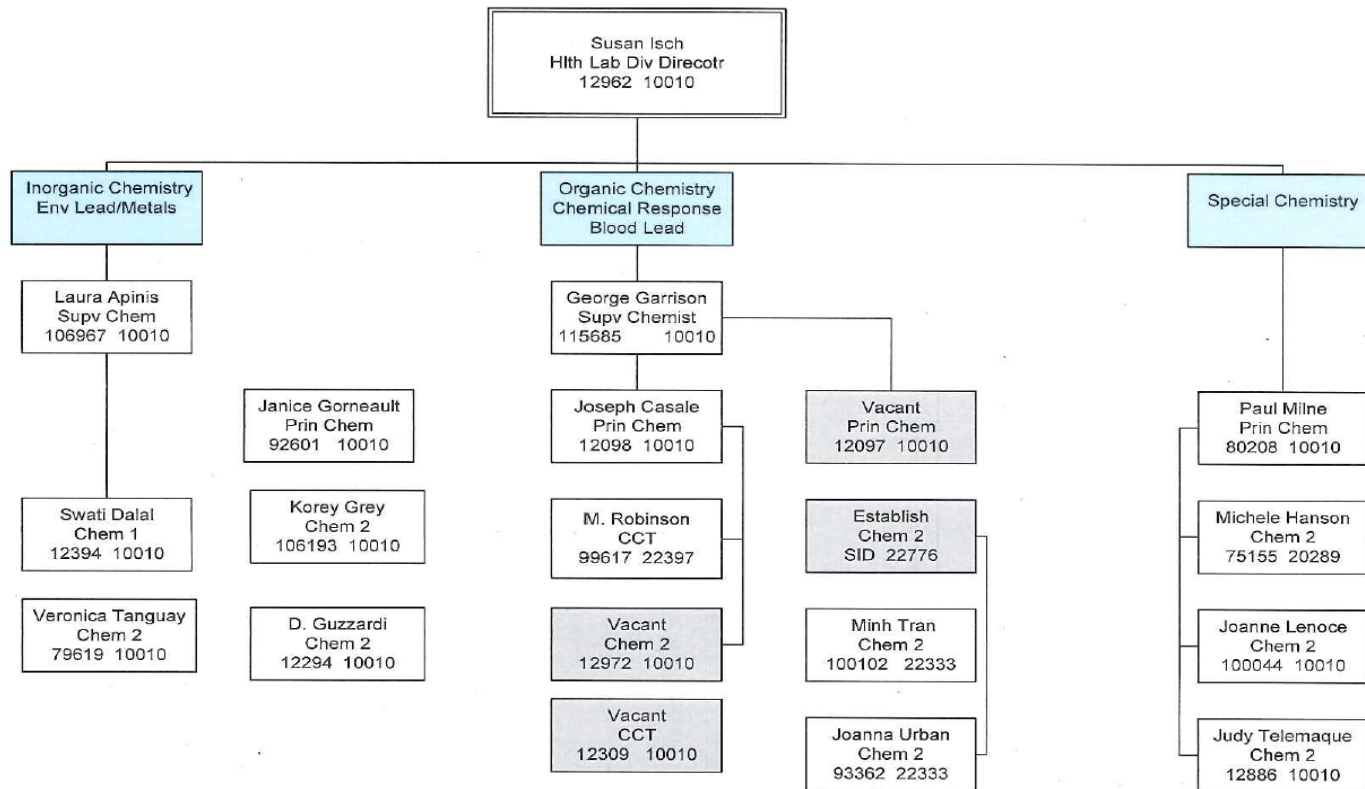 Susan Isch
Hlth Lab Div Direcotr
12962 10010
Inorganic Chemistry
Env Lead/Metals
Organic Chemistry
Chemical Response
Blood Lead
Special Chemistry
Laura Apinis
Supv Chem
106967 10010
George Garrison
Supv Chemist
115685 10010
Janice Gorneault
Prin Chem
92601 10010
Joseph Casale
Prin Chem
12098 10010
Vacant
Prin Chem
12097 10010
Paul Milne
Prin Chem
80208 10010
Swati Dalal
Chem 1
12394 10010
Korey Grey
Chem 2
106193 10010
M. Robinson
CCT
99617 22397
Establish
Chem 2
SID 22776
Michele Hanson
Chem 2
75155 20289
Veronica Tanguay
Chem 2
79619 10010
D. Guzzardi
Chem 2
12294 10010
Vacant
Chem 2
12972 10010
Minh Tran
Chem 2
100102 22333
Joanne Lenoce
Chem 2
100044 10010
Vacant
CCT
12309 10010
Joanna Urban
Chem 2
93362 22333
Judy Telemaque
Chem 2
12886 10010